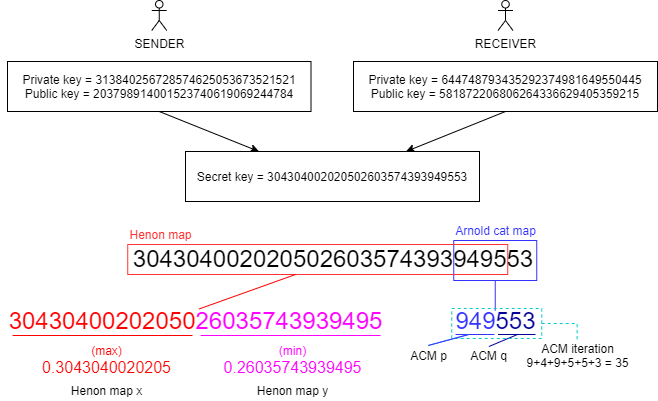 SENDER
RECEIVER
Private key = 313840256728574625053673521521
Public key = 203798914001523740619069244784
Private key = 644748793435292374981649550445
Public key = 581872206806264336629405359215
Secret key = 304304002020502603574393949553
Henon map
Arnold cat map
304304002020502603574393949553
30430400202050
26035743939495
949553
(max)
0.3043040020205
(min)
0.26035743939495
ACM p
ACM q
ACM iteration
9+4+9+5+5+3 = 35
Henon map x
Henon map y